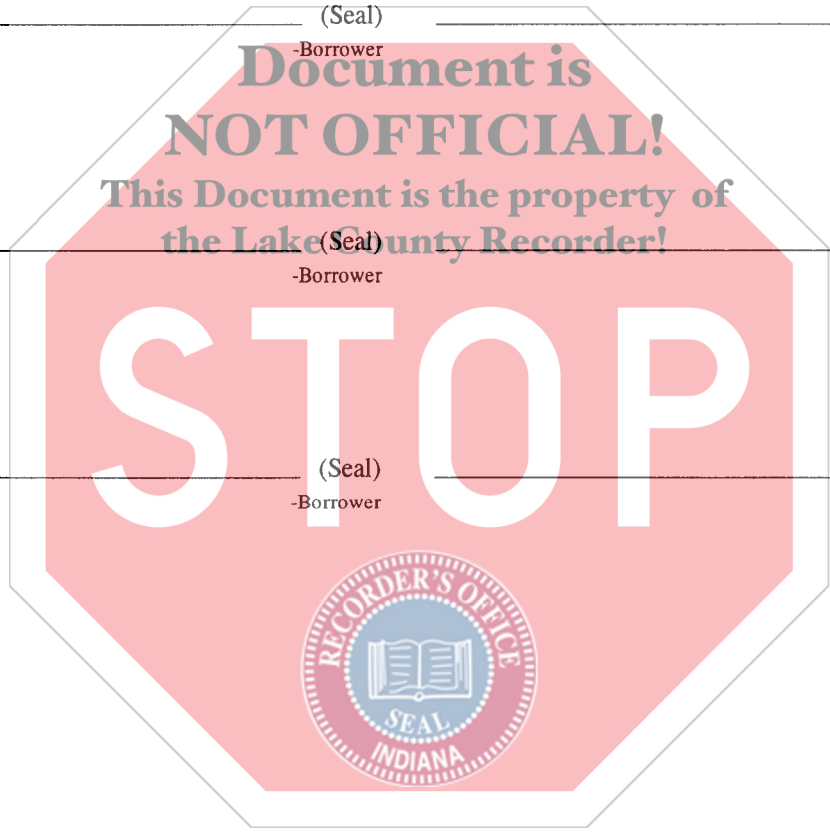 (Seal)
-Borrower
Document is
NOT OFFICIAL!
This Document is the property of
the Lake County Recorder!
(Seal)
-Borrower
STOP
(Seal)
-Borrower
RECORDER'S OFFICE
SEAL
INDIANA